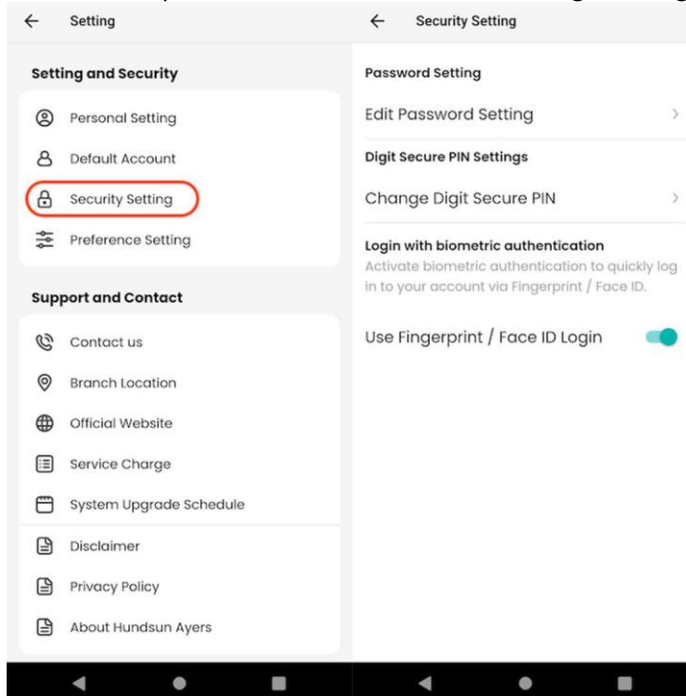 Setting
Setting and Security
Personal Setting
Default Account
Security Setting
Preference Setting
Support and Contact
Contact us
Branch Location
Official Website
Service Charge
System Upgrade Schedule
Disclaimer
Privacy Policy
About Hundsun Ayers
Security Setting
Password Setting
Edit Password Setting
Digit Secure PIN Settings
Change Digit Secure PIN
Login with biometric authentication
Activate biometric authentication to quickly log
in to your account via Fingerprint / Face ID.
Use Fingerprint / Face ID Login